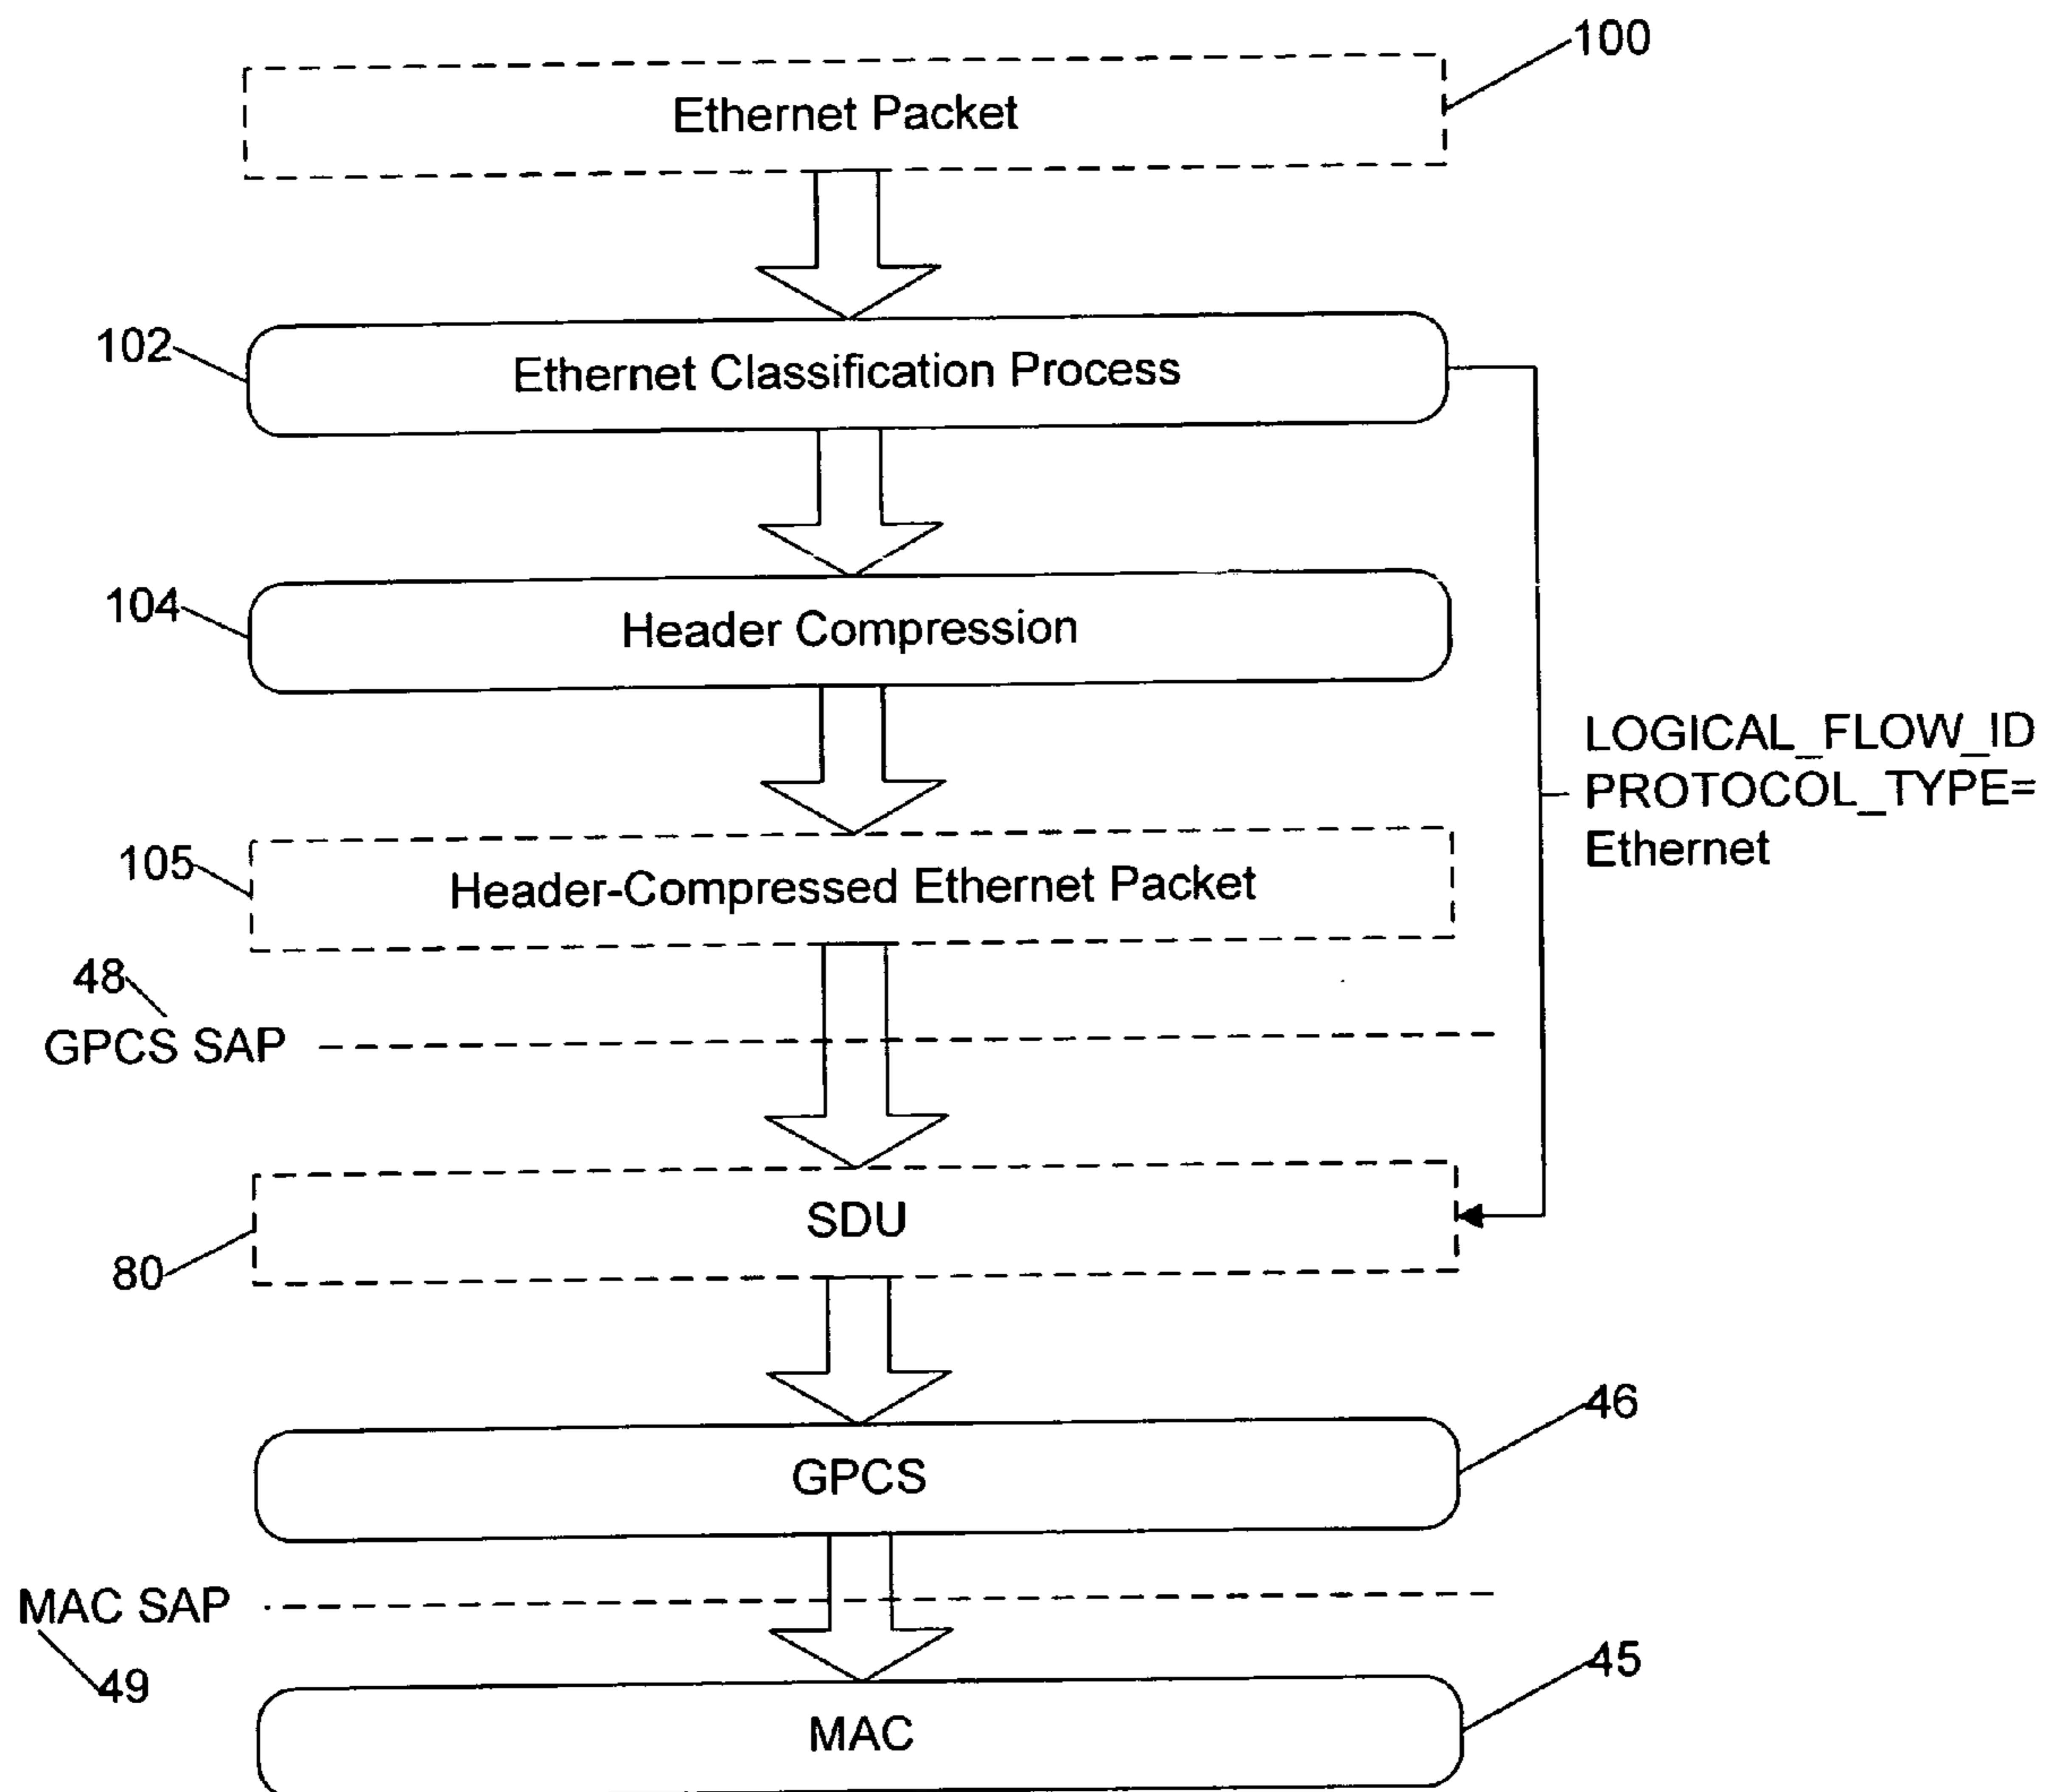 100
Ethernet Packet
102
Ethernet Classification Process
104
Header Compression
LOGICAL_FLOW_ID
PROTOCOL_TYPE=
Ethernet
105
Header-Compressed Ethernet Packet
48
GPCS SAP
SDU
80
46
GPCS
MAC SAP
49
45
MAC